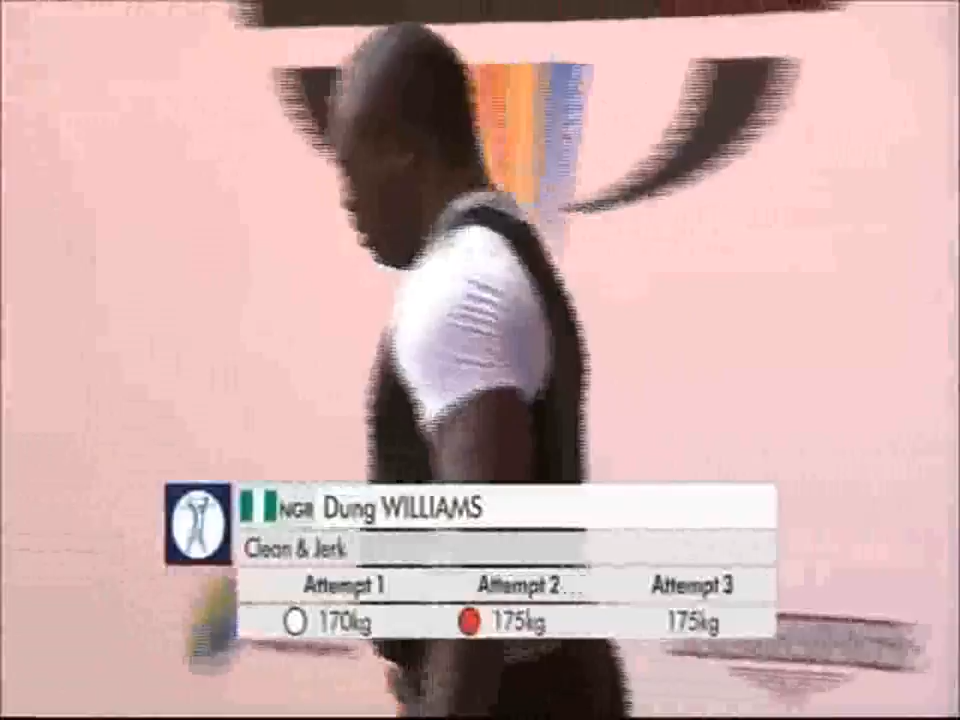 NGR Dung WILLIAMS
Clean & Jerk
Attempt 1 Attempt 2 Attempt 3
170kg 175kg 175kg